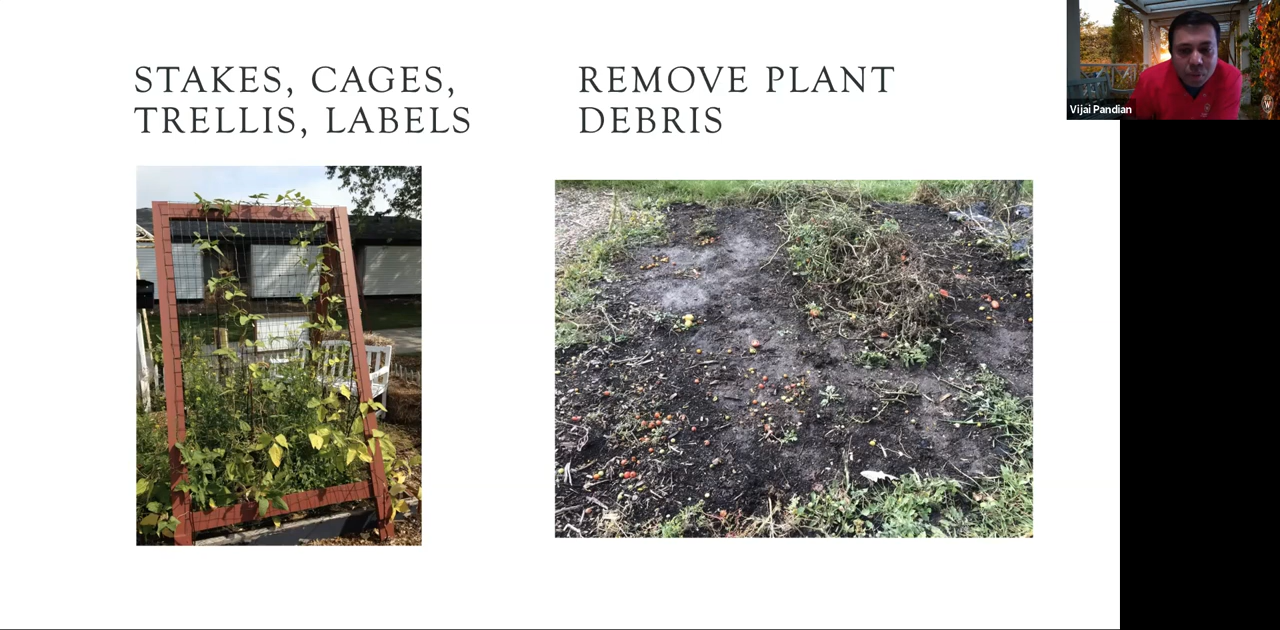 STAKES, CAGES,
TRELLIS, LABELS
REMOVE PLANT
DEBRIS
Vijai Pandian
W